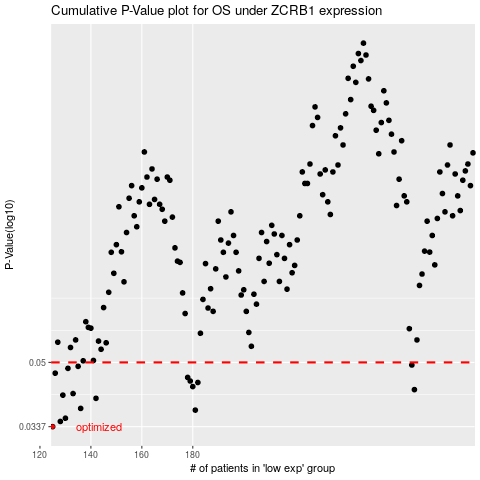 Cumulative P-Value plot for OS under ZCRB1 expression
P-Value(log10)
0.05
0.0337
optimized
120 140 160 180
# of patients in 'low exp' group